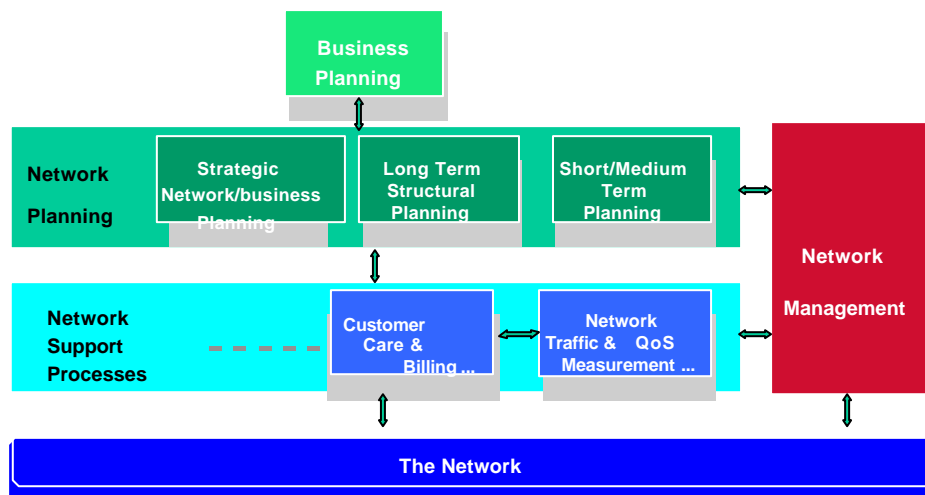 Business
Planning
Network
Planning
Strategic
Network/business
Planning
Long Term
Structural
Planning
Short/Medium
Term
Planning
Network
Management
Network
Support
Processes
Customer
Care &
Billing ...
Network
Traffic & QoS
Measurement ...
The Network